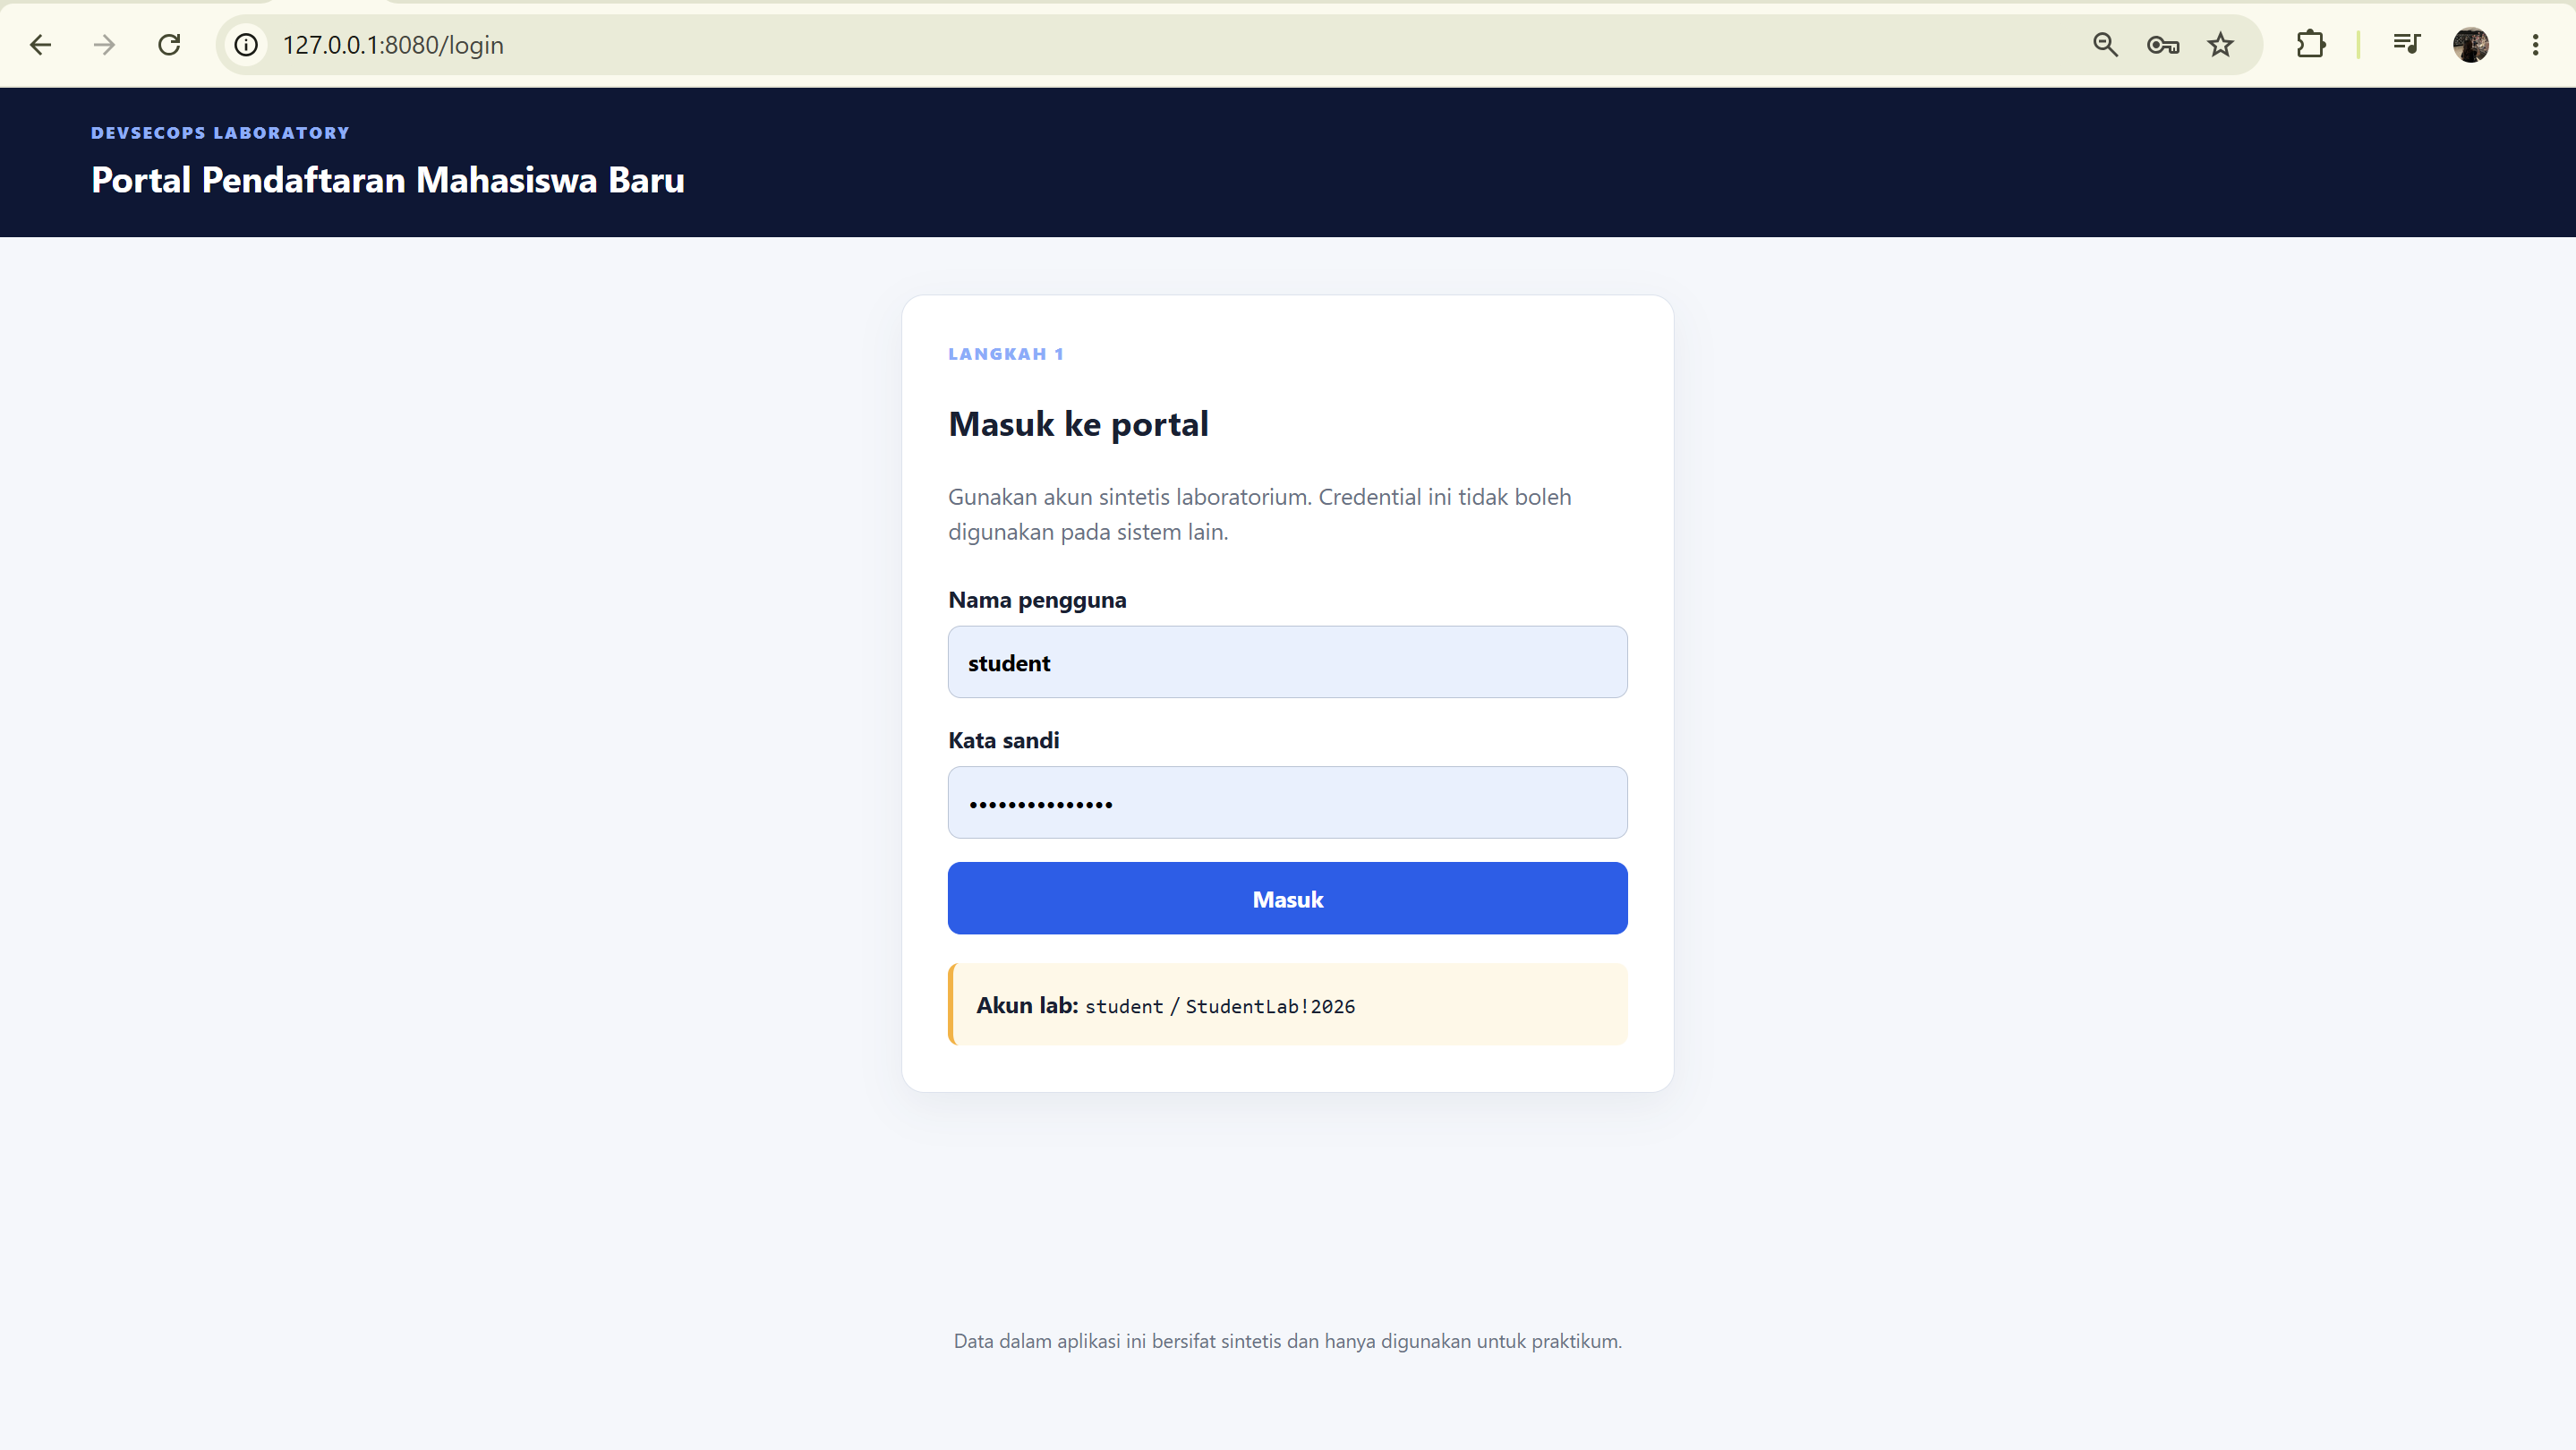 127.0.0.1:8080/login
DEVSECOPS LABORATORY
Portal Pendaftaran Mahasiswa Baru
LANGKAH 1
Masuk ke portal
Gunakan akun sintetis laboratorium. Credential ini tidak boleh
digunakan pada sistem lain.
Nama pengguna
student
Kata sandi
•••••••••••••••
Masuk
Akun lab: student / StudentLab!2026
Data dalam aplikasi ini bersifat sintetis dan hanya digunakan untuk praktikum.